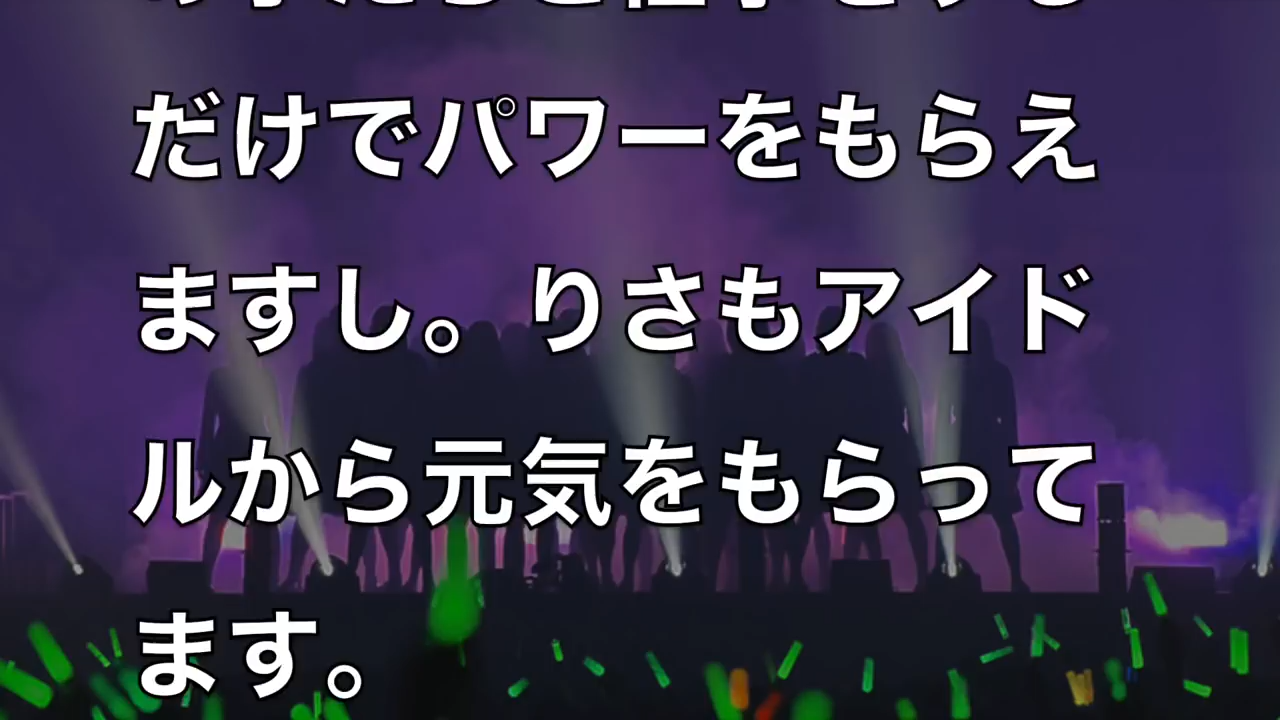 だけでパワーをもらえ
ますし。りさもアイド
ルから元気をもらって
ます。